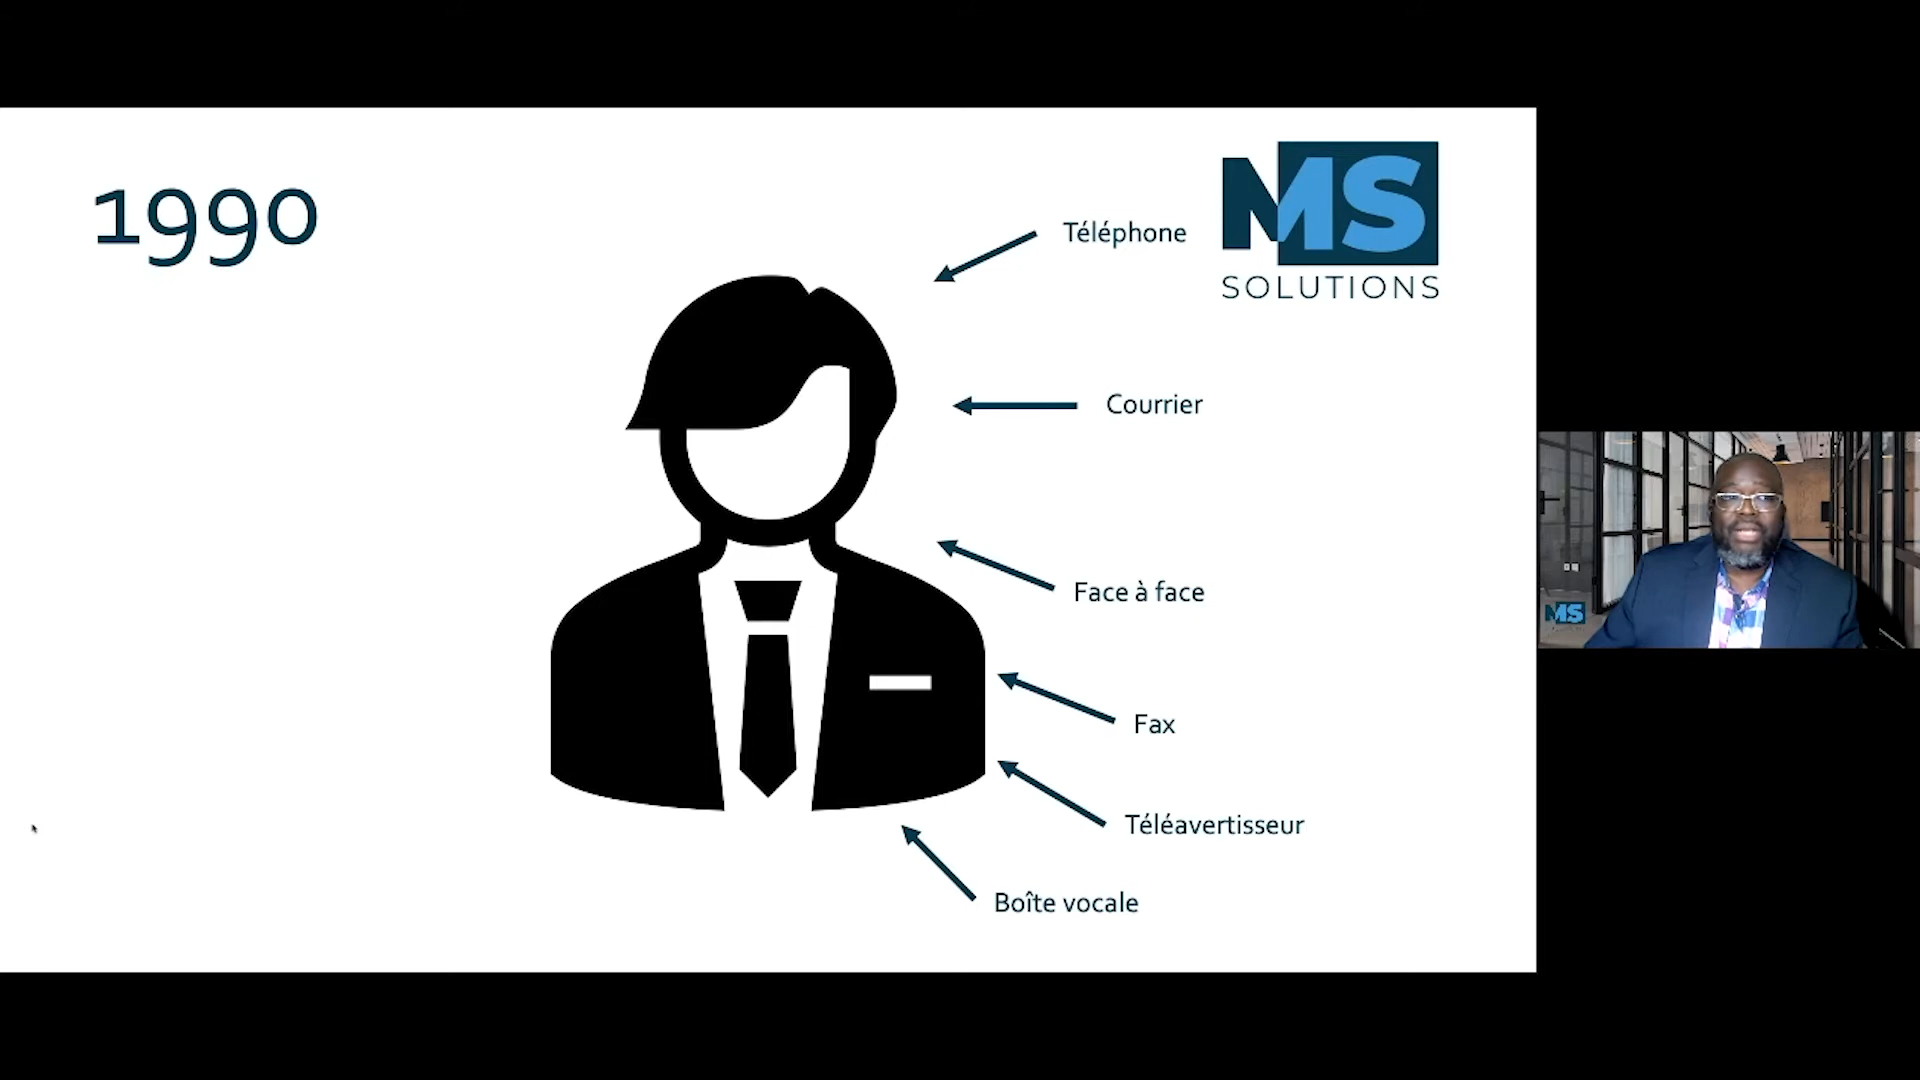 1990
MS
SOLUTIONS
Téléphone
Courrier
Face à face
Fax
Téléavertisseur
Boîte vocale
MS